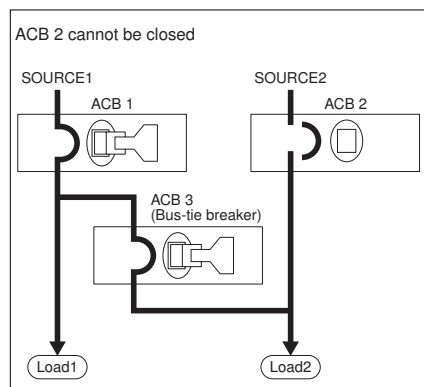 ACB 2 cannot be closed
SOURCE1
SOURCE2
ACB 1
ACB 2
ACB 3
(Bus-tie breaker)
Load1
Load2